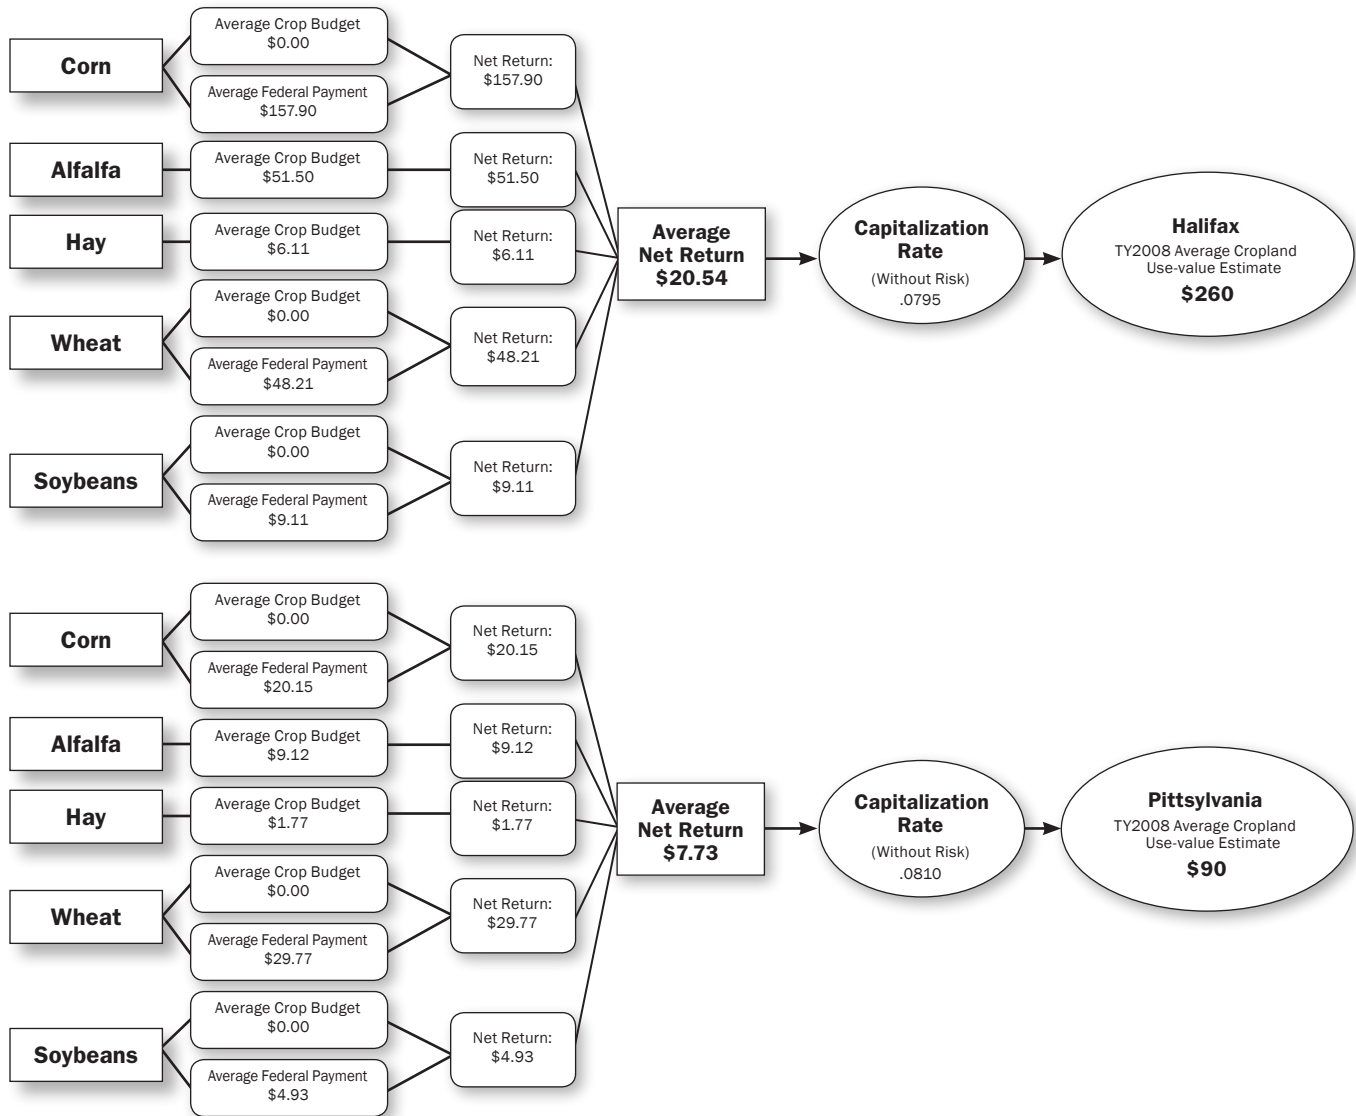 Corn
Average Crop Budget
$0.00
Average Federal Payment
$157.90
Net Return:
$157.90
Alfalfa
Average Crop Budget
$51.50
Net Return:
$51.50
Hay
Average Crop Budget
$6.11
Net Return:
$6.11
Wheat
Average Crop Budget
$0.00
Average Federal Payment
$48.21
Net Return:
$48.21
Soybeans
Average Crop Budget
$0.00
Average Federal Payment
$9.11
Net Return:
$9.11
Average
Net Return
$20.54
Capitalization
Rate
(Without Risk)
.0795
Halifax
TY2008 Average Cropland
Use-value Estimate
$260
Corn
Average Crop Budget
$0.00
Average Federal Payment
$20.15
Net Return:
$20.15
Alfalfa
Average Crop Budget
$9.12
Net Return:
$9.12
Hay
Average Crop Budget
$1.77
Net Return:
$1.77
Wheat
Average Crop Budget
$0.00
Average Federal Payment
$29.77
Net Return:
$29.77
Soybeans
Average Crop Budget
$0.00
Average Federal Payment
$4.93
Net Return:
$4.93
Average
Net Return
$7.73
Capitalization
Rate
(Without Risk)
.0810
Pittsylvania
TY2008 Average Cropland
Use-value Estimate
$90